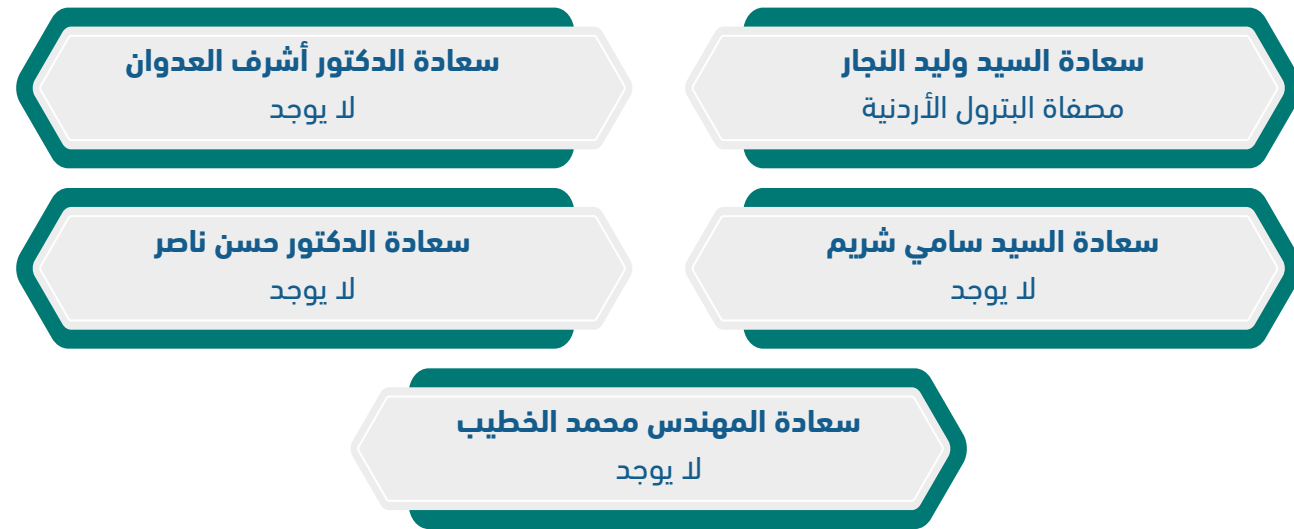 سعادة السيد وليد النجار
مصفاة البترول الأردنية
سعادة الدكتور أشرف العدوان
لا يوجد
سعادة السيد سامي شريم
لا يوجد
سعادة الدكتور حسن ناصر
لا يوجد
سعادة المهندس محمد الخطيب
لا يوجد